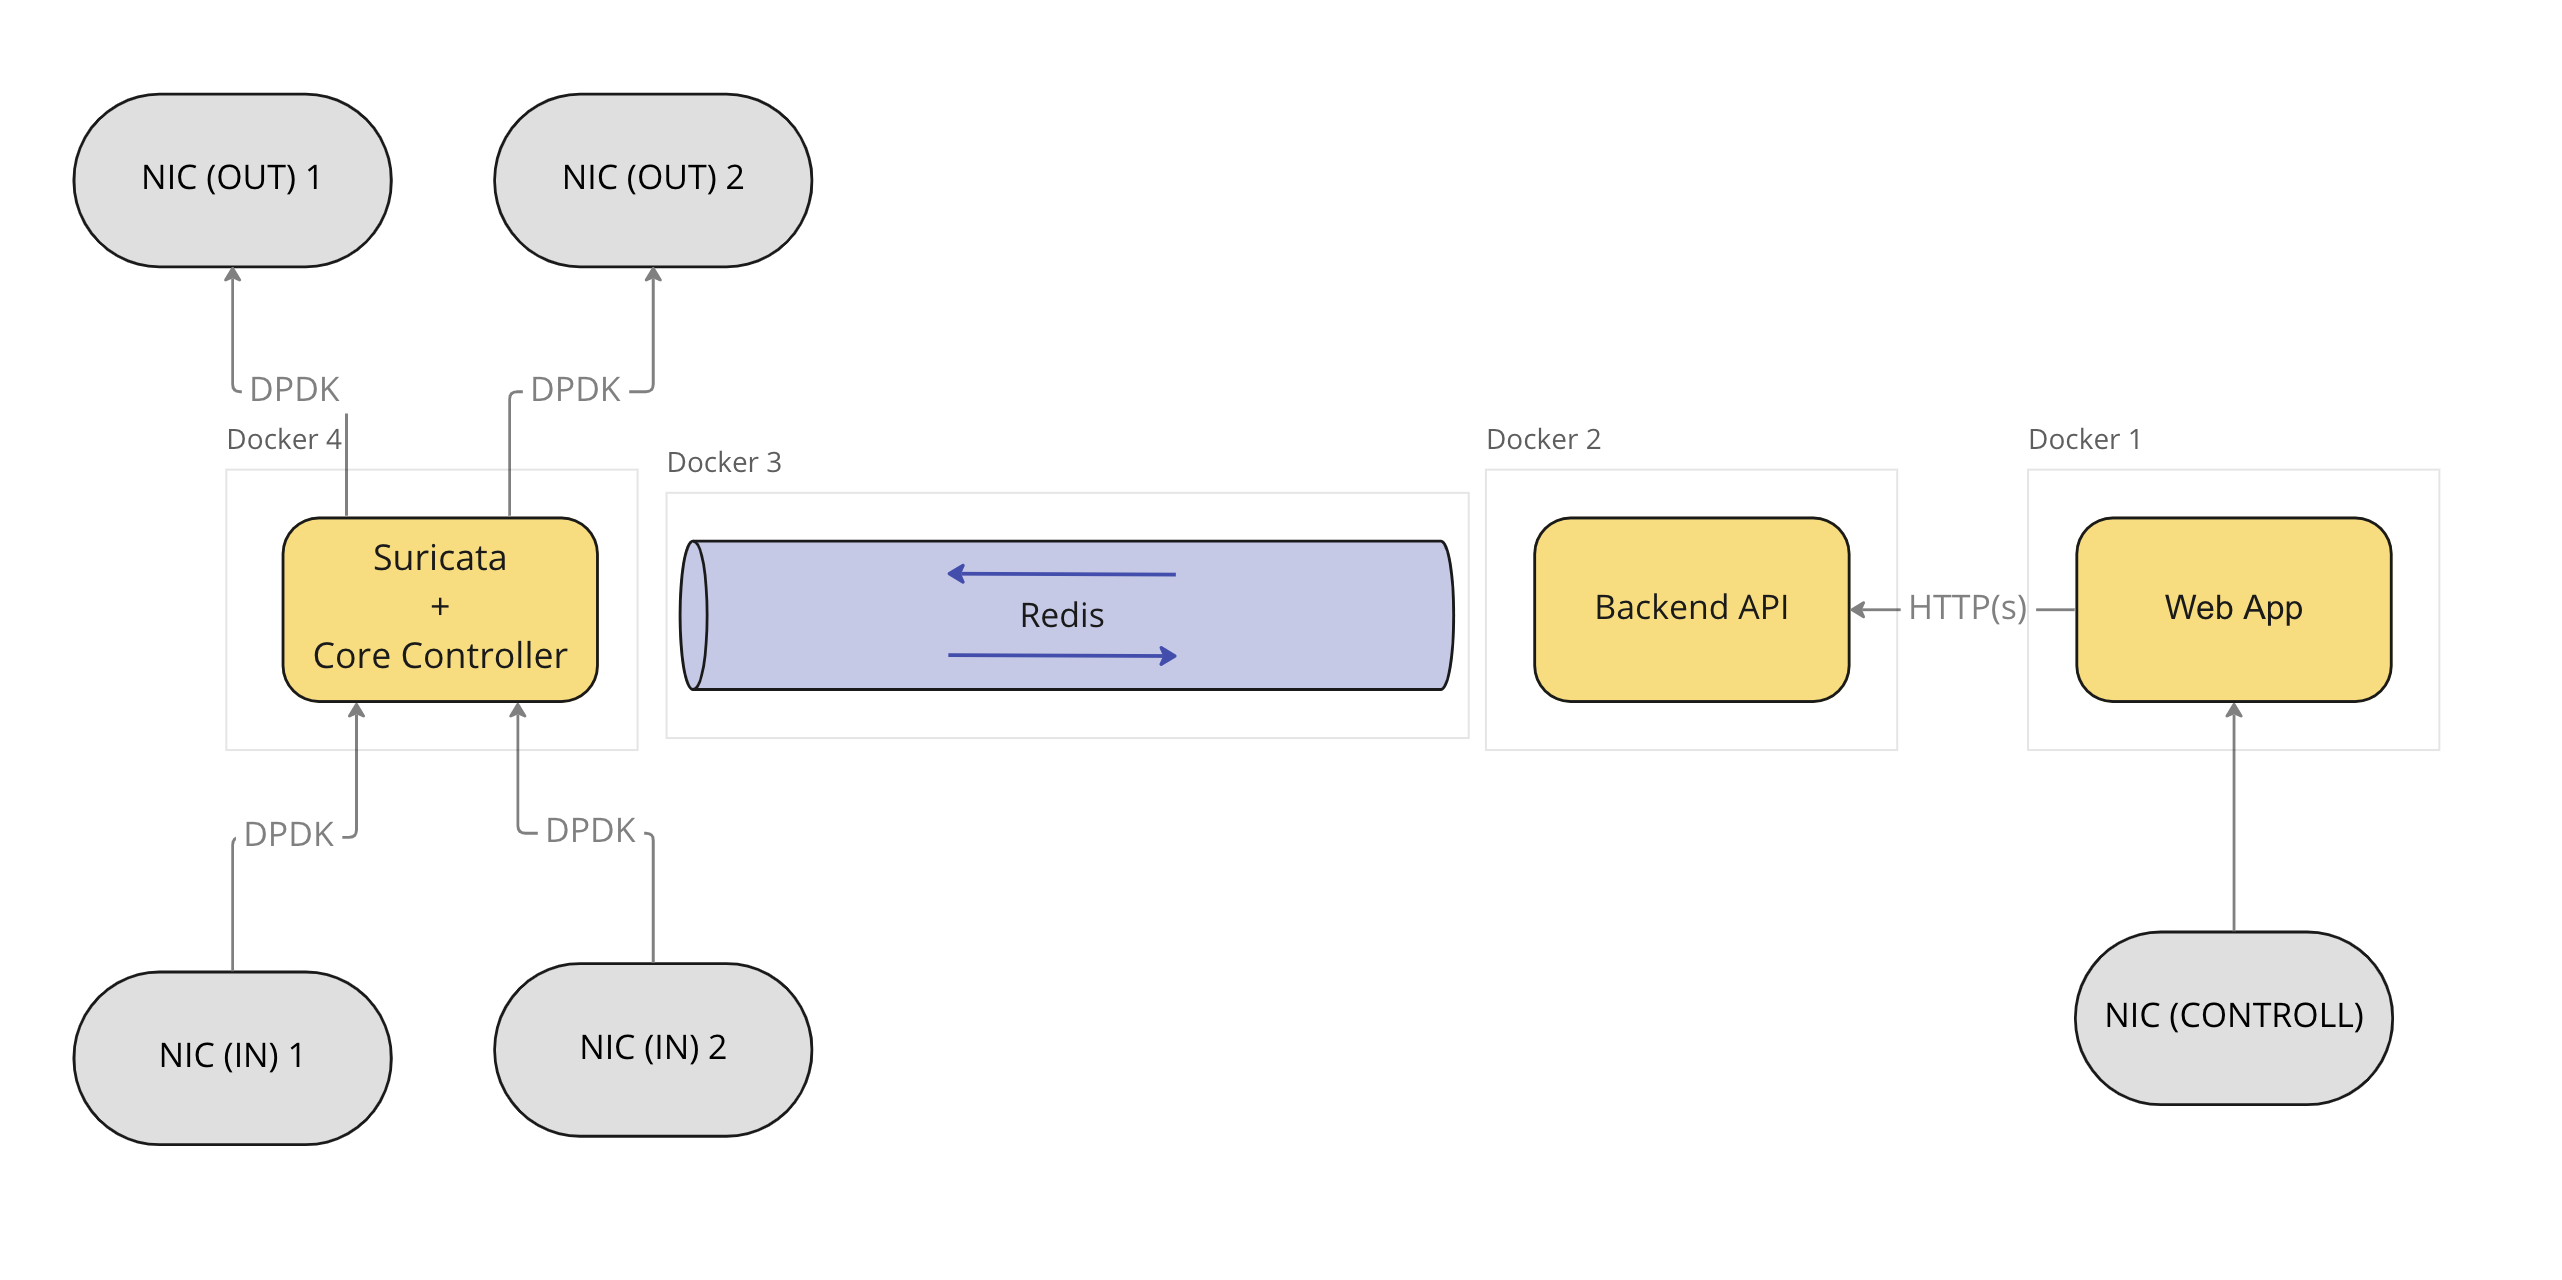 NIC (OUT) 1
NIC (OUT) 2
DPDK
DPDK
Docker 4
Docker 3
Docker 2
Docker 1
Suricata
+
Core Controller
Redis
Backend API
HTTP(s)
Web App
DPDK
DPDK
NIC (IN) 1
NIC (IN) 2
NIC (CONTROLL)